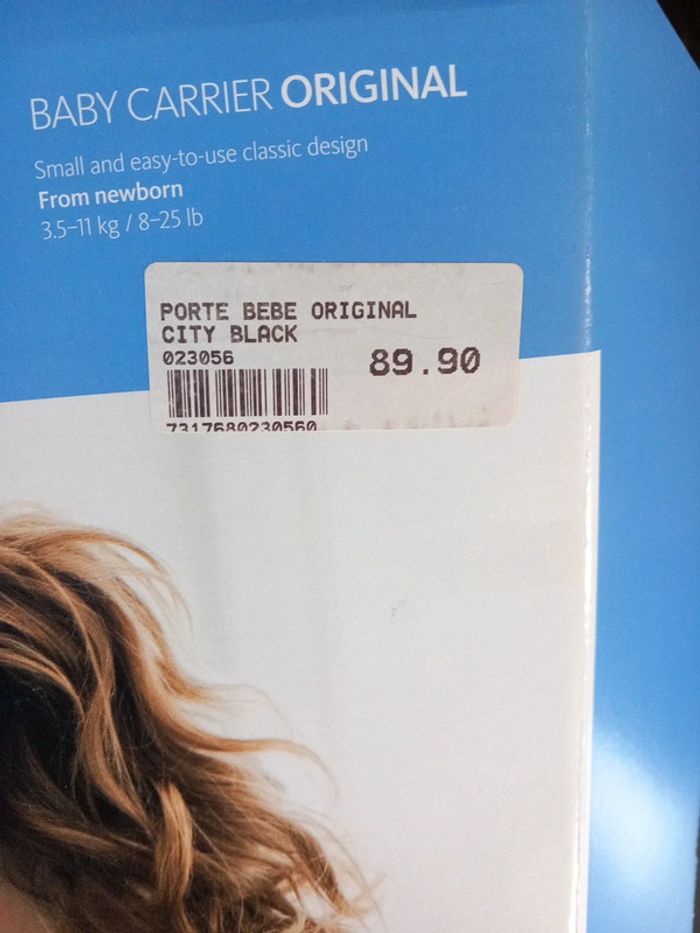 BABY CARRIER ORIGINAL
Small and easy-to-use classic design
From newborn
3.5–11 kg / 8–25 lb
PORTE BEBE ORIGINAL
CITY BLACK
023056
89.90
7317680230560